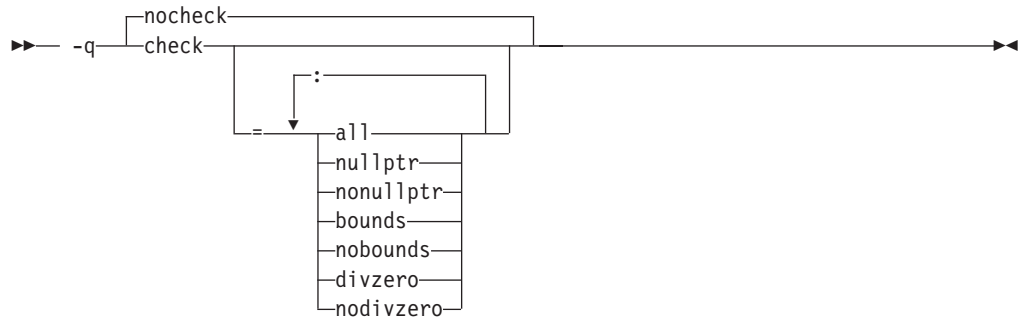 nocheck
-q check
:
= all
nullptr
nonullptr
bounds
nobounds
divzero
nodivzero